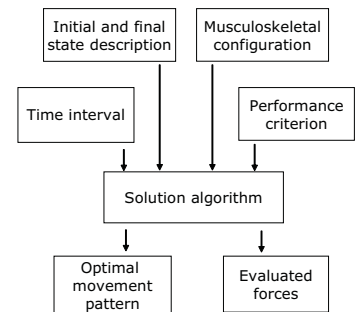 Initial and final
state description
Musculoskeletal
configuration
Time interval
Performance
criterion
Solution algorithm
Optimal
movement
pattern
Evaluated
forces